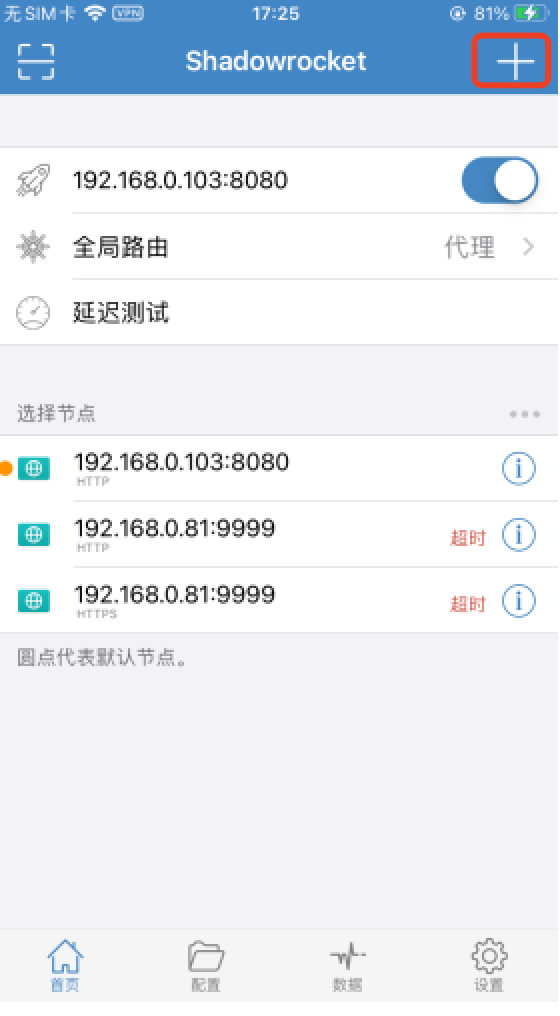 无SIM卡 VPN 17:25 81%
Shadowrocket
192.168.0.103:8080
全局路由 代理
延迟测试
选择节点
192.168.0.103:8080
HTTP
192.168.0.81:9999 超时
HTTP
192.168.0.81:9999 超时
HTTPS
圆点代表默认节点。
首页 配置 数据 设置